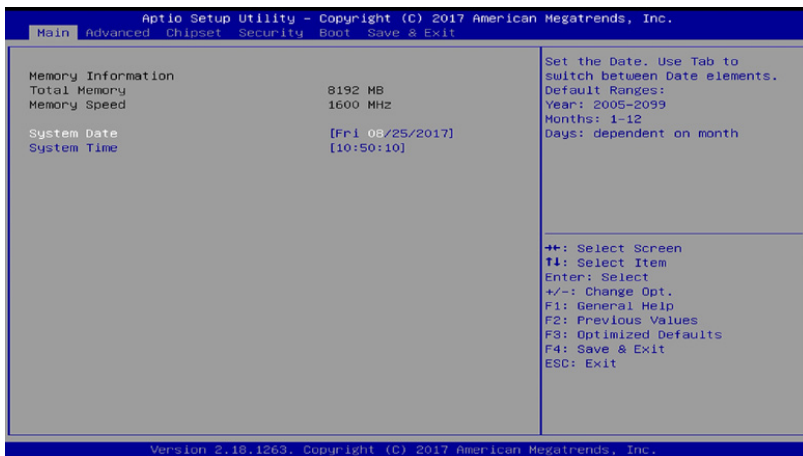 Aptio Setup Utility – Copyright (C) 2017 American Megatrends, Inc.
Main Advanced Chipset Security Boot Save & Exit
Memory Information
Total Memory 8192 MB
Memory Speed 1600 MHz
System Date [Fri 08/25/2017]
System Time [10:50:10]
Set the Date. Use Tab to
switch between Date elements.
Default Ranges:
Year: 2005-2099
Months: 1-12
Days: dependent on month
→←: Select Screen
↑↓: Select Item
Enter: Select
+/-: Change Opt.
F1: General Help
F2: Previous Values
F3: Optimized Defaults
F4: Save & Exit
ESC: Exit
Version 2.18.1263. Copyright (C) 2017 American Megatrends, Inc.